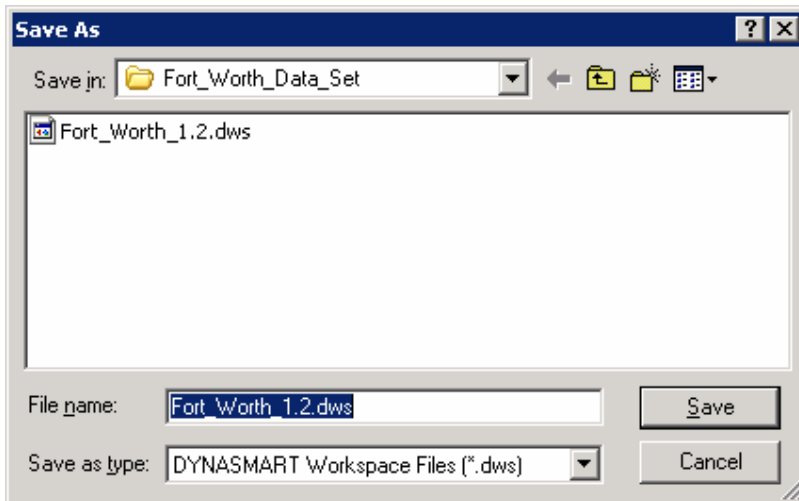 Save As
Save in: Fort_Worth_Data_Set
Fort_Worth_1.2.dws
File name: Fort_Worth_1.2.dws Save
Save as type: DYNASMART Workspace Files (*.dws) Cancel